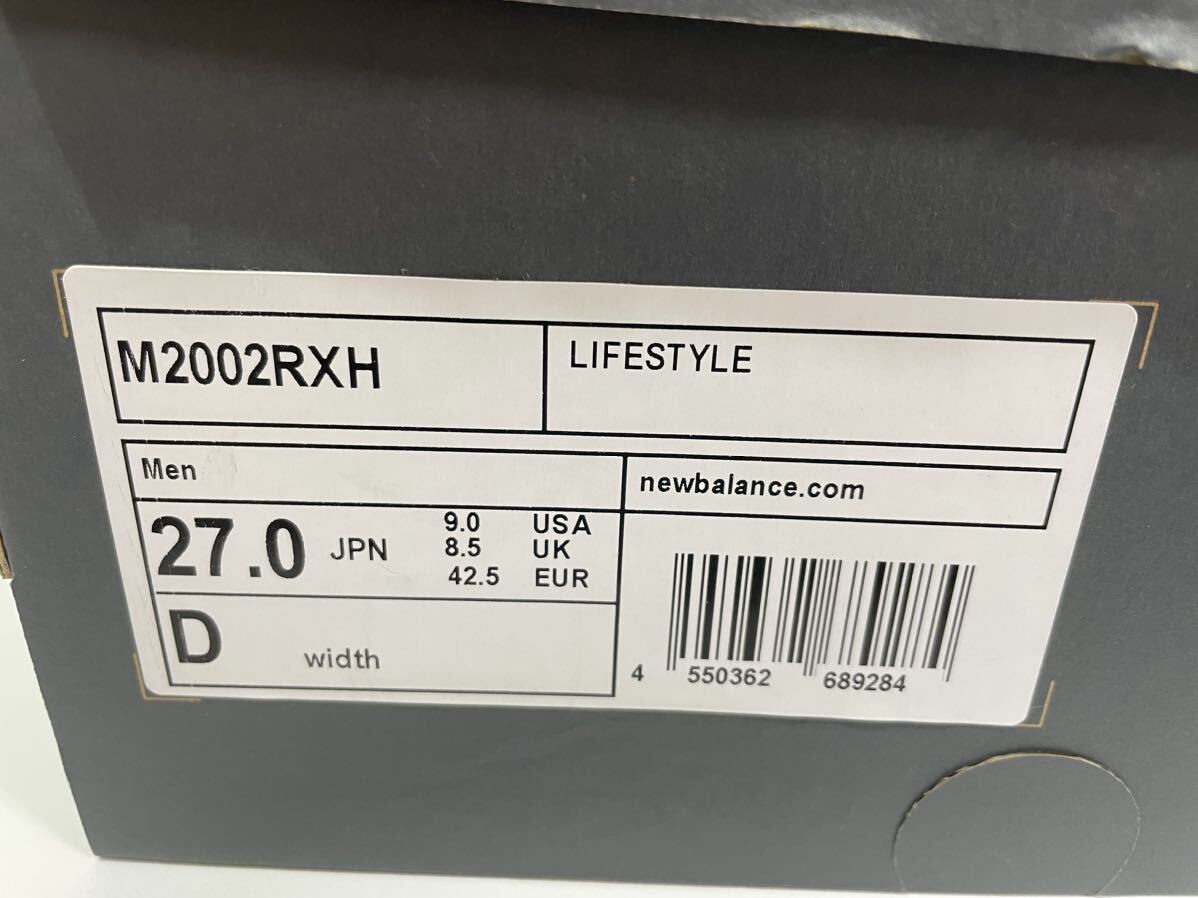 M2002RXH
LIFESTYLE
Men
newbalance.com
27.0 JPN
9.0 USA
8.5 UK
42.5 EUR
D width
4 550362 689284